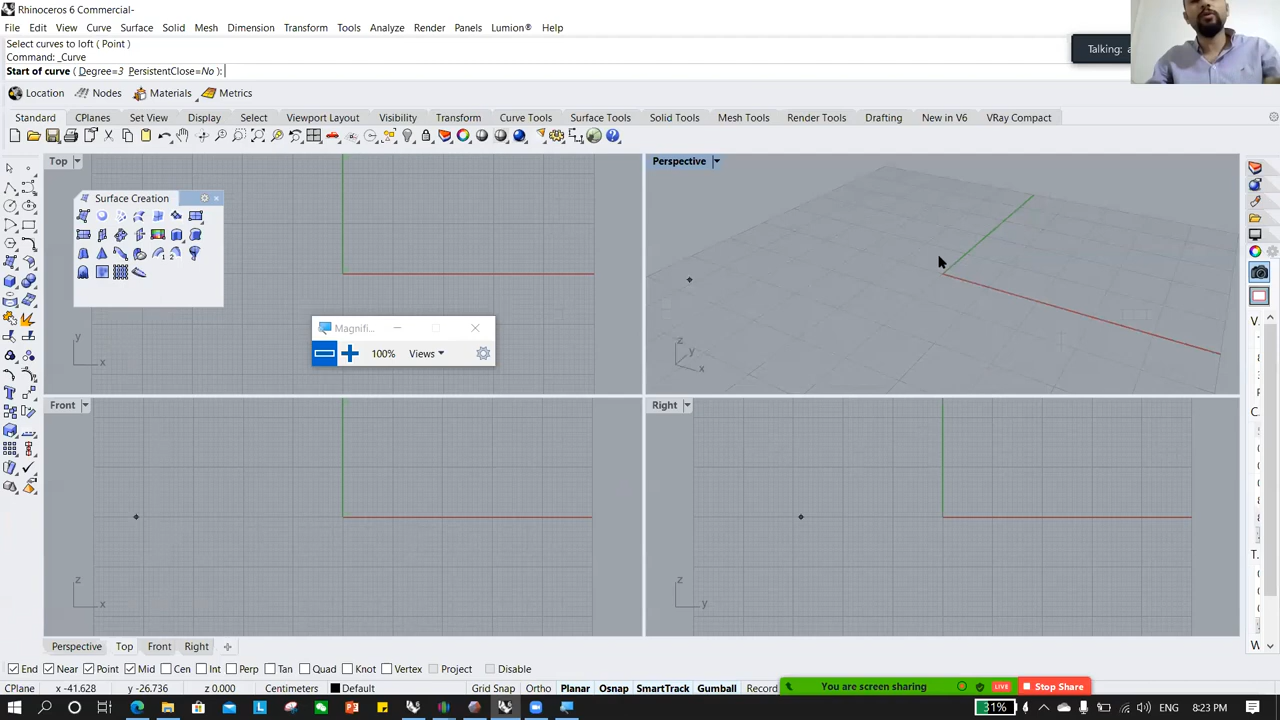 Rhinoceros 6 Commercial-
File Edit View Curve Surface Solid Mesh Dimension Transform Tools Analyze Render Panels Lumion® Help
Select curves to loft ( Point )
Command: _Curve
Start of curve ( Degree=3 PersistentClose=No ):
Talking:
Location Nodes Materials Metrics
Standard CPlanes Set View Display Select Viewport Layout Visibility Transform Curve Tools Surface Tools Solid Tools Mesh Tools Render Tools Drafting New in V6 VRay Compact
Top
Perspective
Surface Creation
Magnifi...
100% Views
y
x
z
y
x
Front
Right
z
x
z
y
Perspective Top Front Right
End Near Point Mid Cen Int Perp Tan Quad Knot Vertex Project Disable
CPlane x -41.628 y -26.736 z 0.000 Centimeters Default Grid Snap Ortho Planar Osnap SmartTrack Gumball Record
You are screen sharing LIVE Stop Share
31% ENG 8:23 PM